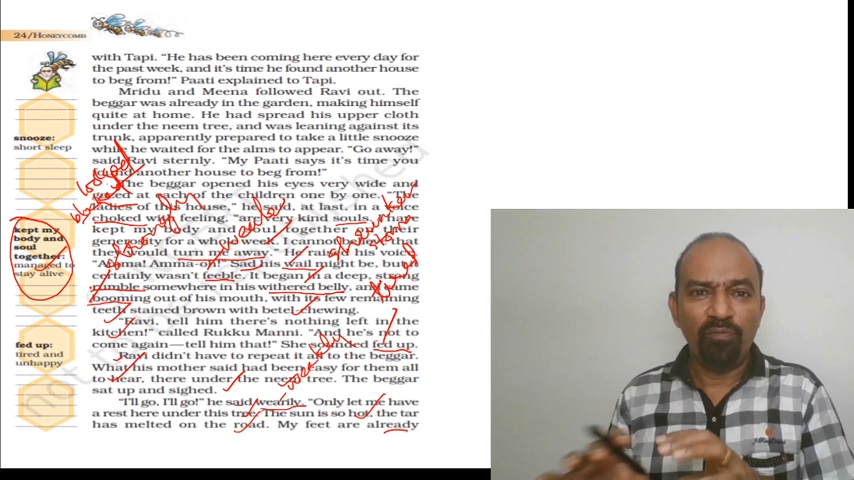 24/HONEYCOMB
with Tapi. "He has been coming here every day for
the past week, and it's time he found another house
to beg from!" Paati explained to Tapi.
Mridu and Meena followed Ravi out. The
beggar was already in the garden, making himself
quite at home. He had spread his upper cloth
under the neem tree, and was leaning against its
trunk, apparently prepared to take a little snooze
while he waited for the alms to appear. "Go away!"
said Ravi sternly. "My Paati says it's time you
found another house to beg from!"
The beggar opened his eyes very wide and
gazed at each of the children one by one. "The
ladies of this house," he said, at last, in a voice
choked with feeling, "are very kind souls. I have
kept my body and soul together on their
generosity for a whole week. I cannot believe that
they would turn me away." He raised his voice.
"Amma! Amma-oh!" Sad his wail might be, but it
certainly wasn't feeble. It began in a deep, strong
rumble somewhere in his withered belly, and came
booming out of his mouth, with its few remaining
teeth stained brown with betel-chewing.
"Ravi, tell him there's nothing left in the
kitchen!" called Rukku Manni. "And he's not to
come again—tell him that!" She sounded fed up.
Ravi didn't have to repeat it all to the beggar.
What his mother said had been easy for them all
to hear, there under the neem tree. The beggar
sat up and sighed.
"I'll go, I'll go!" he said wearily. "Only let me have
a rest here under this tree. The sun is so hot, the tar
has melted on the road. My feet are already
snooze:
short sleep
kept my
body and
soul
together:
managed to
stay alive
fed up:
tired and
unhappy
strongly
weak
tired